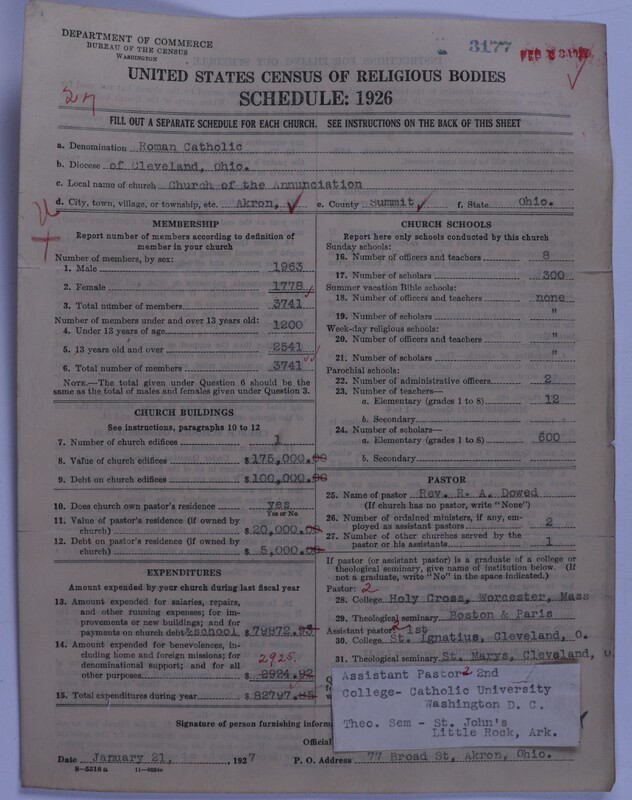 DEPARTMENT OF COMMERCE
BUREAU OF THE CENSUS
WASHINGTON
3177
UNITED STATES CENSUS OF RELIGIOUS BODIES
SCHEDULE: 1926
FILL OUT A SEPARATE SCHEDULE FOR EACH CHURCH. SEE INSTRUCTIONS ON THE BACK OF THIS SHEET
a. Denomination Roman Catholic
b. Diocese of Cleveland, Ohio.
c. Local name of church Church of the Annunciation
d. City, town, village, or township, etc. Akron, e. County Summit f. State Ohio.
MEMBERSHIP
Report number of members according to definition of
member in your church
Number of members, by sex:
1. Male 1963
2. Female 1778
3. Total number of members 3741
Number of members under and over 13 years old:
4. Under 13 years of age 1200
5. 13 years old and over 2541
6. Total number of members 3741
NOTE.—The total given under Question 6 should be
the same as the total of males and females given under Question 3.
CHURCH BUILDINGS
See instructions, paragraphs 10 to 12
7. Number of church edifices 1
8. Value of church edifices $175,000.00
9. Debt on church edifices $100,000.00
10. Does church own pastor's residence yes
Yes or No
11. Value of pastor's residence (if owned by
church) $20,000.00
12. Debt on pastor's residence (if owned by
church) $5,000.00
EXPENDITURES
Amount expended by your church during last fiscal year
13. Amount expended for salaries, repairs,
and other running expenses; for im-
provements or new buildings; and for
payments on church debt &school $79872.93
14. Amount expended for benevolences, in-
cluding home and foreign missions; for
denominational support; and for all
other purposes 2925. $2924.92
15. Total expenditures during year $82797.85
CHURCH SCHOOLS
Report here only schools conducted by this church
Sunday schools:
16. Number of officers and teachers 8
17. Number of scholars 300
Summer vacation Bible schools:
18. Number of officers and teachers none
19. Number of scholars "
Week-day religious schools:
20. Number of officers and teachers "
21. Number of scholars "
Parochial schools:
22. Number of administrative officers 2
23. Number of teachers—
a. Elementary (grades 1 to 8) 12
b. Secondary
24. Number of scholars—
a. Elementary (grades 1 to 8) 600
b. Secondary
PASTOR
25. Name of pastor Rev. R. A. Dowed
(If church has no pastor, write "None")
26. Number of ordained ministers, if any, em-
ployed as assistant pastors 2
27. Number of other churches served by the
pastor or his assistants 1
If pastor (or assistant pastor) is a graduate of a college or
theological seminary, give name of institution below. (If
not a graduate, write "No" in the space indicated.)
Pastor: 2
28. College Holy Cross, Worcester, Mass
29. Theological seminary Boston & Paris
Assistant pastor: 2 1st
30. College St. Ignatius, Cleveland, O.
31. Theological seminary St. Marys, Cleveland, O
Assistant Pastor 2 2nd
College- Catholic University
Washington D. C.
Theo. Sem - St. John's
Little Rock, Ark.
Signature of person furnishing inform
Official
Date January 21, , 1927 P. O. Address 77 Broad St, Akron, Ohio.